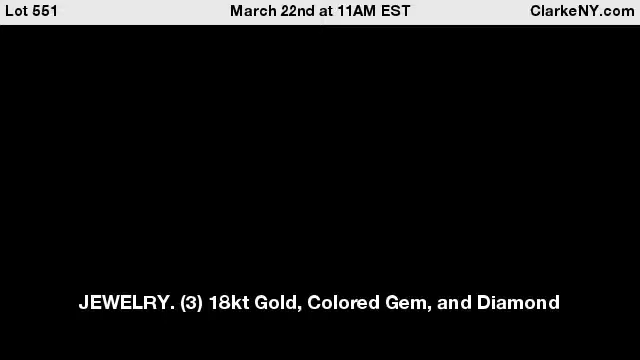 Lot 551 March 22nd at 11AM EST ClarkeNY.com
JEWELRY. (3) 18kt Gold, Colored Gem, and Diamond